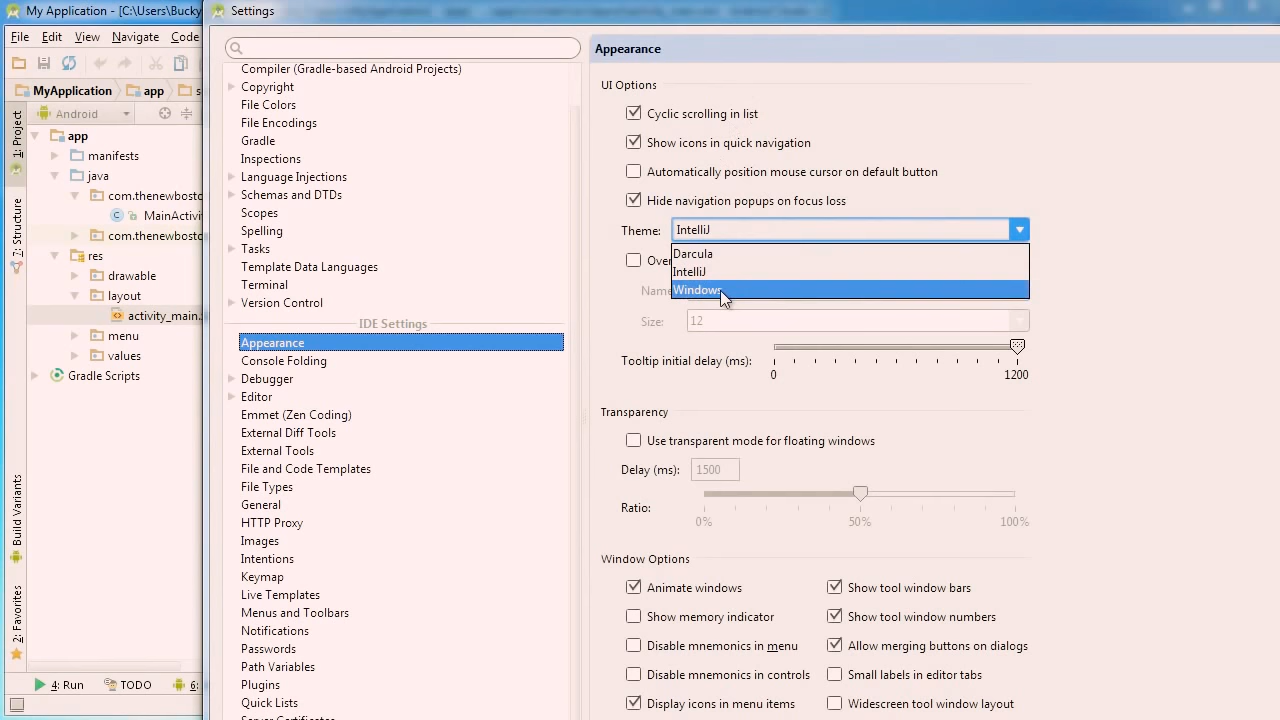 My Application - [C:\Users\Bucky
Settings
File Edit View Navigate Code
MyApplication app s
Android
1: Project
7: Structure
Build Variants
2: Favorites
app
manifests
java
com.thenewbostc
MainActivi
com.thenewbostc
res
drawable
layout
activity_main.
menu
values
Gradle Scripts
4: Run TODO 6:
Compiler (Gradle-based Android Projects)
Copyright
File Colors
File Encodings
Gradle
Inspections
Language Injections
Schemas and DTDs
Scopes
Spelling
Tasks
Template Data Languages
Terminal
Version Control
IDE Settings
Appearance
Console Folding
Debugger
Editor
Emmet (Zen Coding)
External Diff Tools
External Tools
File and Code Templates
File Types
General
HTTP Proxy
Images
Intentions
Keymap
Live Templates
Menus and Toolbars
Notifications
Passwords
Path Variables
Plugins
Quick Lists
Server Certificates
Appearance
UI Options
Cyclic scrolling in list
Show icons in quick navigation
Automatically position mouse cursor on default button
Hide navigation popups on focus loss
Theme: IntelliJ
Darcula
IntelliJ
Windows
Over
Name
Size: 12
Tooltip initial delay (ms):
0 1200
Transparency
Use transparent mode for floating windows
Delay (ms): 1500
Ratio:
0% 50% 100%
Window Options
Animate windows Show tool window bars
Show memory indicator Show tool window numbers
Disable mnemonics in menu Allow merging buttons on dialogs
Disable mnemonics in controls Small labels in editor tabs
Display icons in menu items Widescreen tool window layout